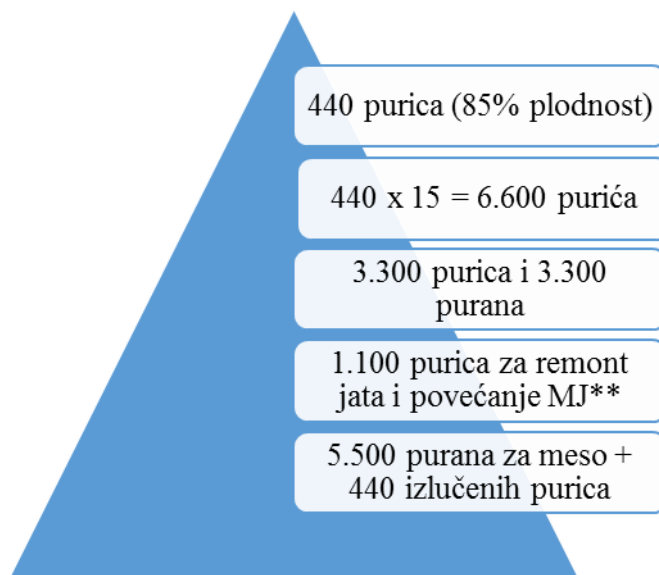 440 purica (85% plodnost)
440 x 15 = 6.600 purića
3.300 purica i 3.300
purana
1.100 purica za remont
jata i povećanje MJ**
5.500 purana za meso +
440 izlučenih purica